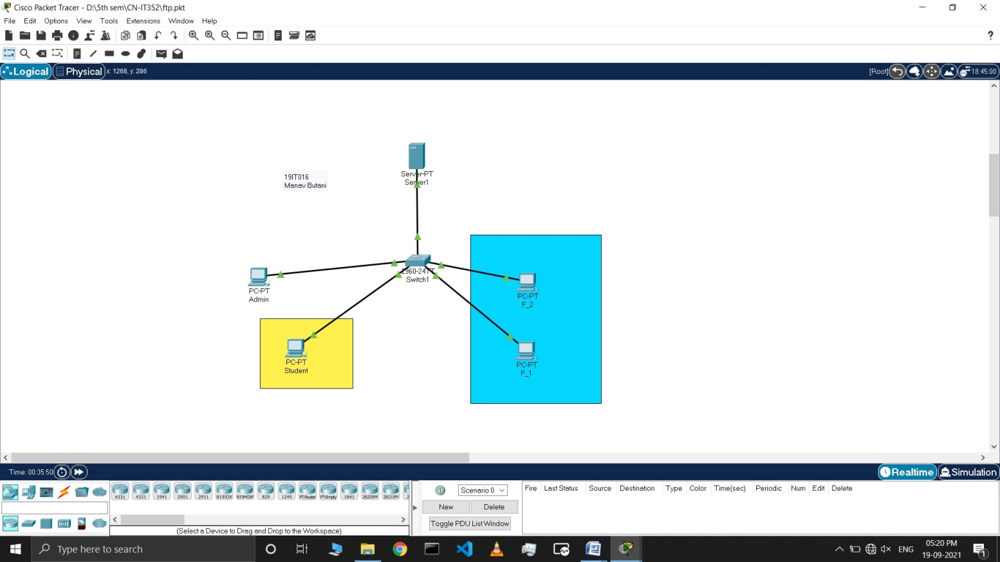 Cisco Packet Tracer - D:\5th sem\CN-IT352\ftp.pkt
File Edit Options View Tools Extensions Window Help
?
Logical Physical x: 1268, y: 286 [Root] 18:45:00
Server-PT
Server1
19IT016
Manav Butani
2960-24TT
Switch1
PC-PT
Admin
PC-PT
F_2
PC-PT
Student
PC-PT
F_1
Time: 00:35:50 Realtime Simulation
4331 4321 1941 2901 2911 819IOX 819HGW 829 1240 PT-Router PT-Empty 1841 2620XM 2621XM 2
(Select a Device to Drag and Drop to the Workspace)
Scenario 0
New Delete
Toggle PDU List Window
Fire Last Status Source Destination Type Color Time(sec) Periodic Num Edit Delete
Type here to search
ENG
05:20 PM
19-09-2021
1